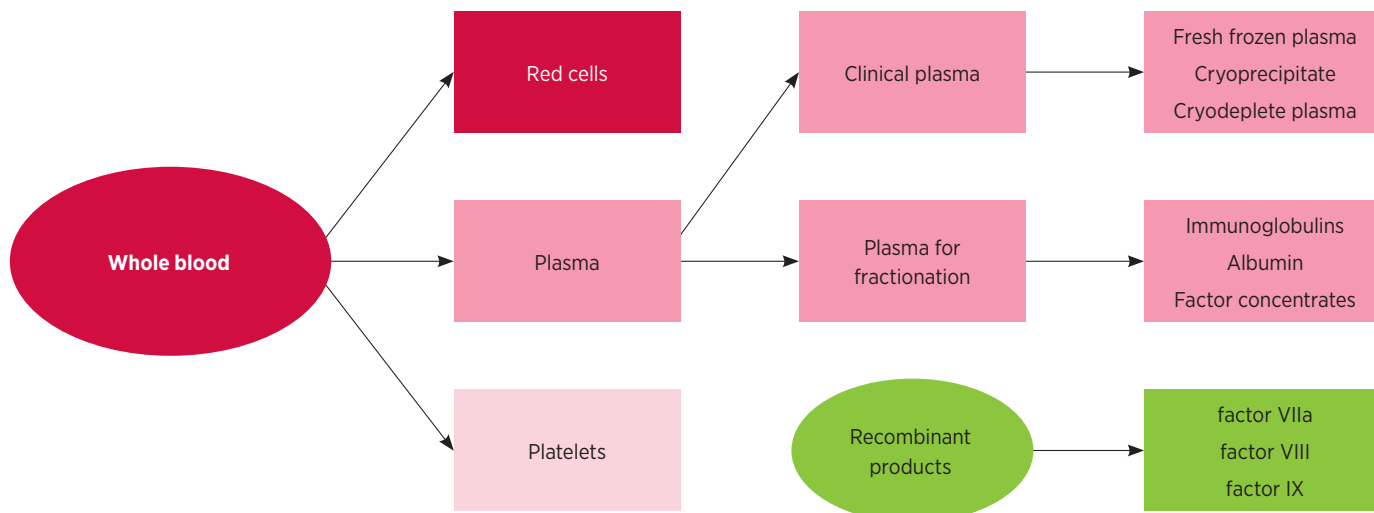 Red cells
Clinical plasma
Fresh frozen plasma
Cryoprecipitate
Cryodeplete plasma
Whole blood
Plasma
Plasma for
fractionation
Immunoglobulins
Albumin
Factor concentrates
Platelets
Recombinant
products
factor VIIa
factor VIII
factor IX